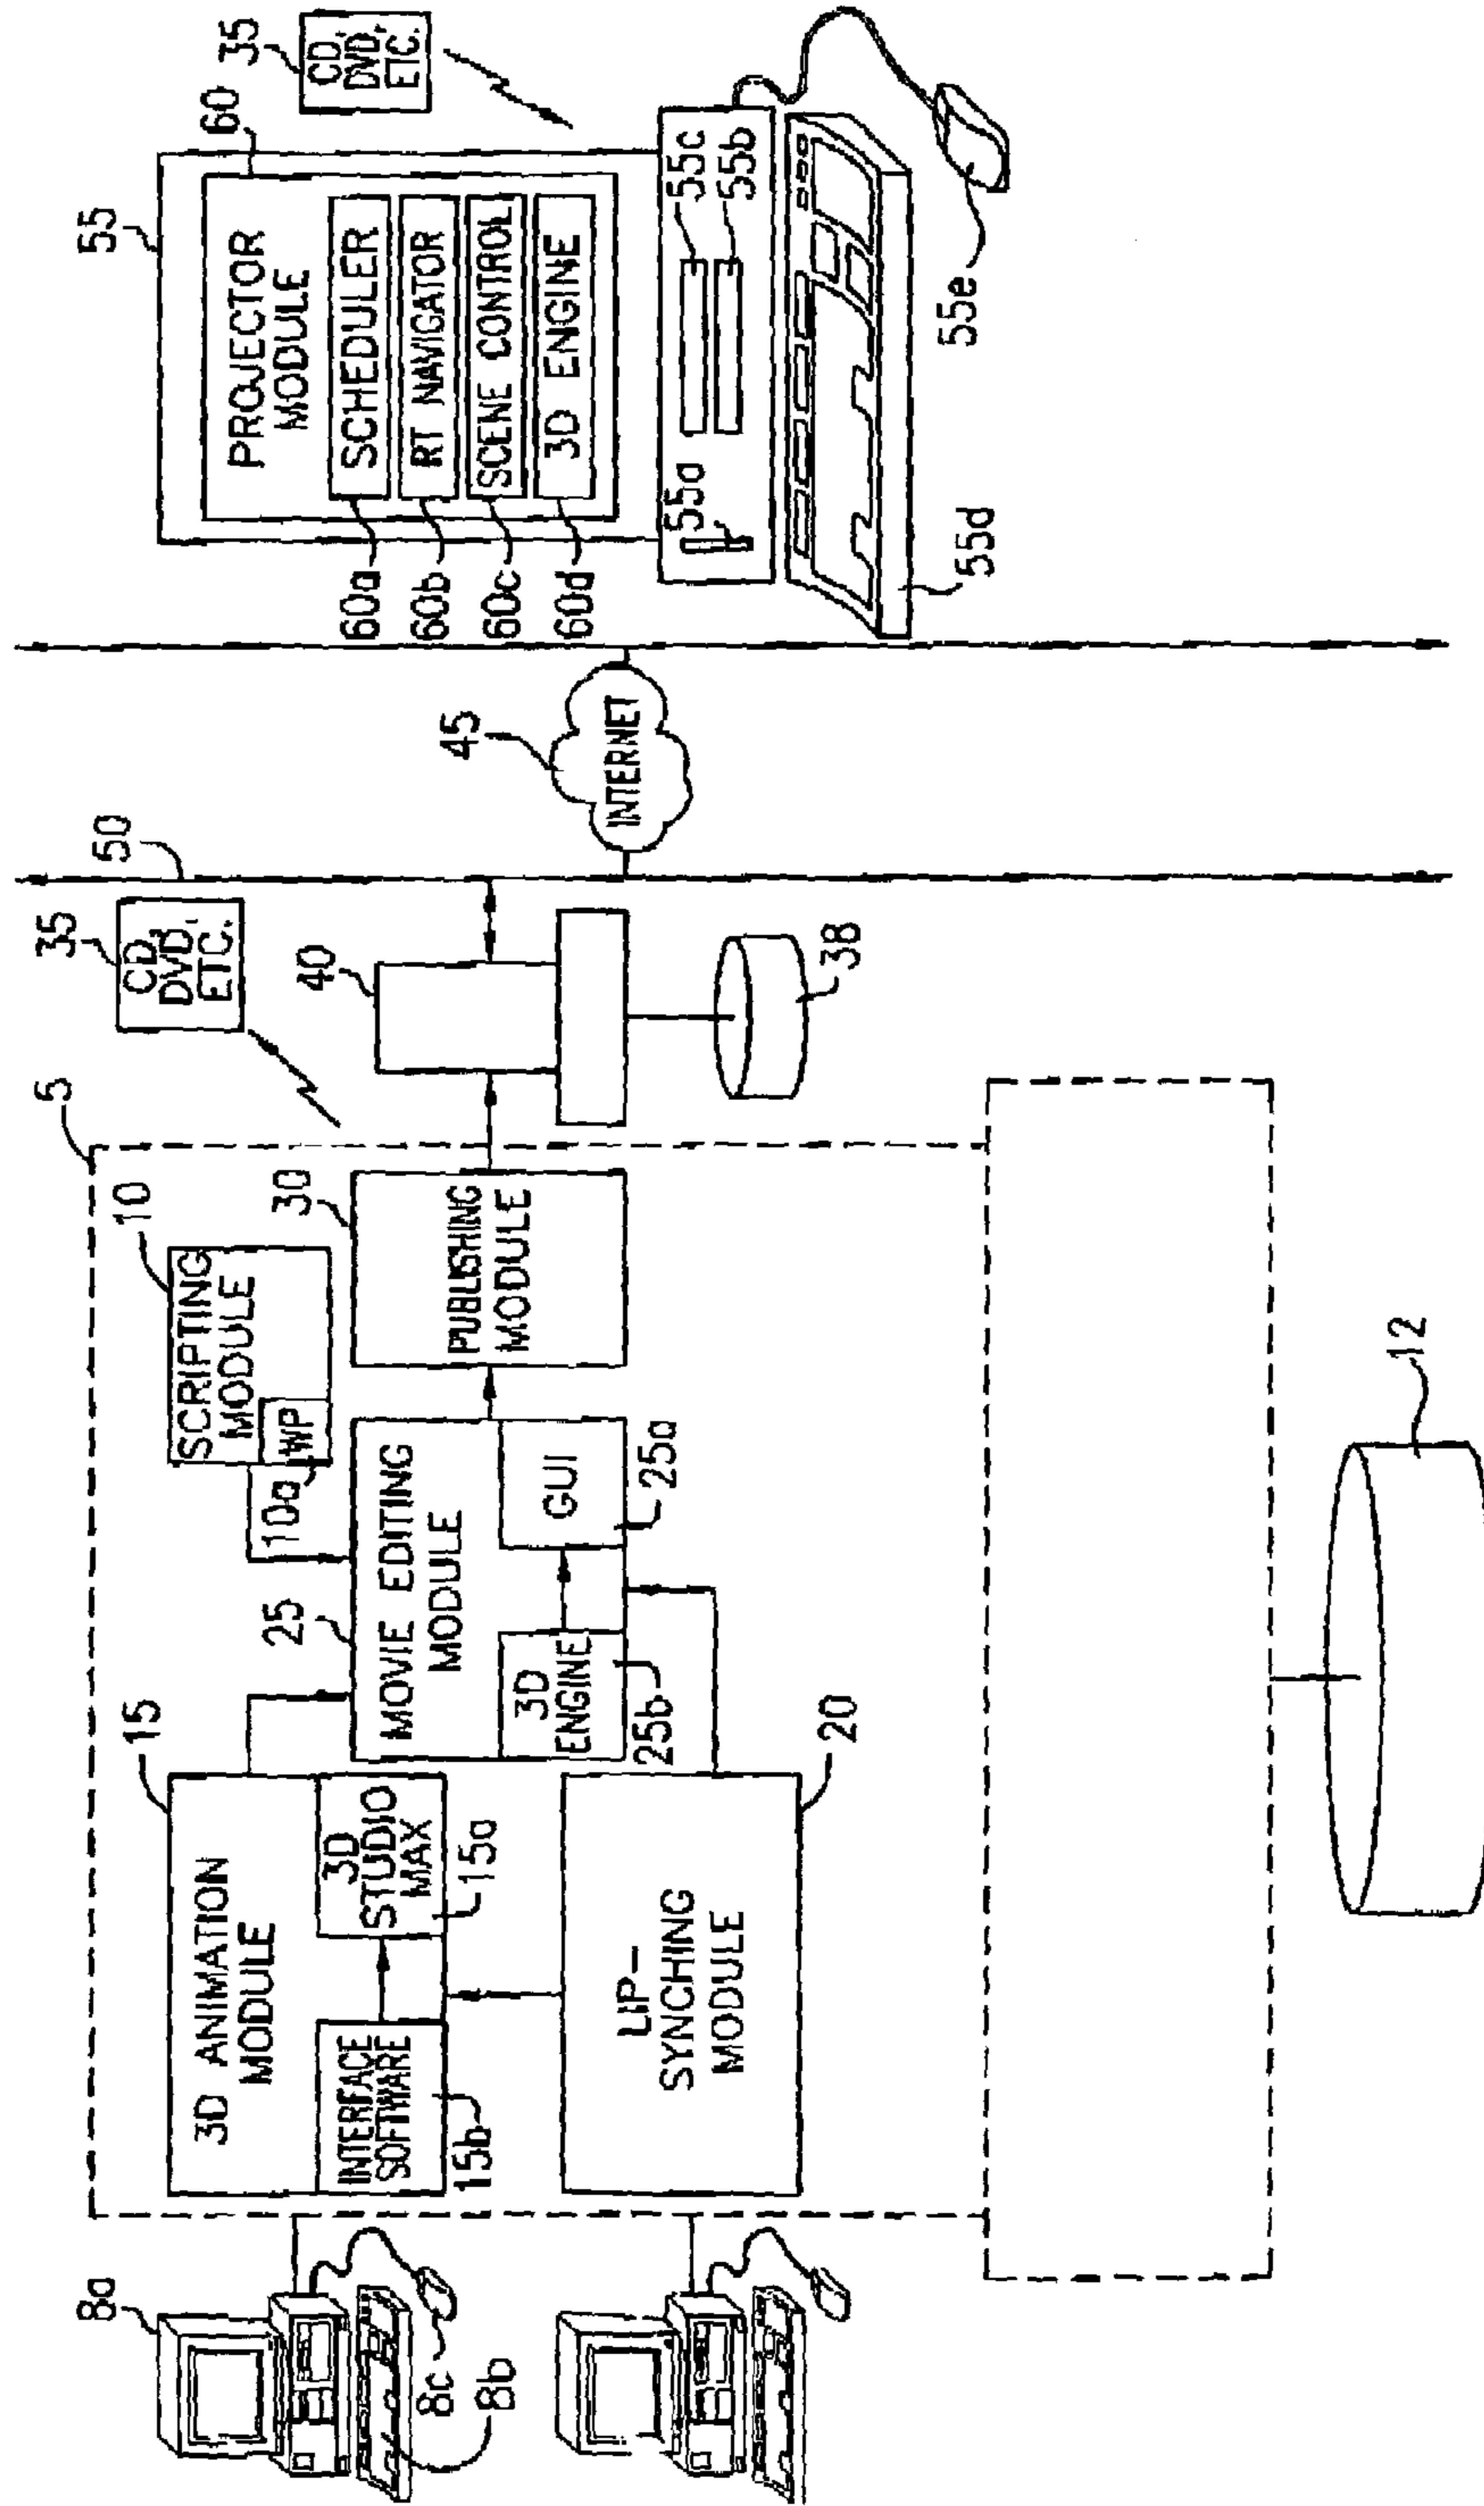 8a
8c
8b
5
15
3D ANIMATION
MODULE
INTERFACE
SOFTWARE
15b
3D
STUDIO
MAX
15a
LIP-
SYNCHING
MODULE
20
10
SCRIPTING
MODULE
WP
10a
25
MOVIE EDITING
MODULE
3D
ENGINE
25b
GUI
25a
30
PUBLISHING
MODULE
12
35
CD,
DVD,
ETC.
40
38
50
45
INTERNET
55
60
PROJECTOR
MODULE
SCHEDULER
RT NAVIGATOR
SCENE CONTROL
3D ENGINE
60a
60b
60c
60d
35
CD,
DVD,
ETC.
55a
55c
55b
55d
55e